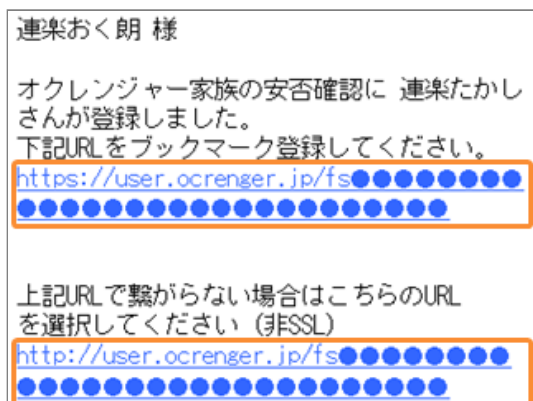 連楽おく朗 様
オクレンジャー家族の安否確認に 連楽たかし
さんが登録しました。
下記URLをブックマーク登録してください。
https://user.ocrenger.jp/fs●●●●●●●●
●●●●●●●●●●●●●●●●●●●●
上記URLで繋がらない場合はこちらのURL
を選択してください（非SSL）
http://user.ocrenger.jp/fs●●●●●●●●
●●●●●●●●●●●●●●●●●●●●